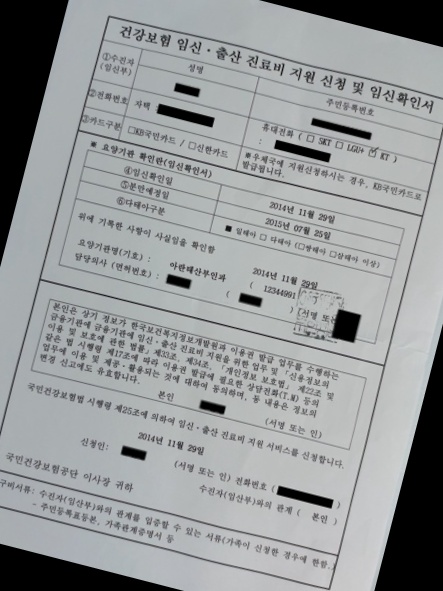 건강보험 임신·출산 진료비 지원 신청 및 임신확인서
①수진자
(임신부)
성명
주민등록번호
②전화번호
자택 :
휴대전화 ( □ SKT □ LGU+ ☑ KT )
:
③카드구분
□KB국민카드 / □신한카드
※우체국에 지원신청하시는 경우, KB국민카드로
발급됩니다.
※ 요양기관 확인란(임신확인서)
④임신확인일
2014년 11월 29일
⑤분만예정일
2015년 07월 25일
⑥다태아구분
■ 일태아 □ 다태아 (□쌍태아 □삼태아 이상)
위에 기록한 사항이 사실임을 확인함
2014년 11월 29일
요양기관명(기호) : 아란태산부인과 ( 12344991
담당의사 (면허번호) : ( ) (서명 또는
본인은 상기 정보가 한국보건복지정보개발원과 이용권 발급 업무를 수행하는
금융기관에 금융기관에 임신·출산 진료비 지원을 위한 업무 및 「신용정보의
이용 및 보호에 관한 법률」 제33조, 제34조, 「개인정보 보호법」 제22조 및
같은 법 시행령 제17조에 따라 이용권 발급에 필요한 상담전화(T.M) 등의
업무에 이용 및 제공·활용되는 것에 대하여 동의하며, 동 내용은 정보의
변경 신고에도 유효합니다.
본인 (서명 또는 인)
국민건강보험법 시행령 제25조에 의하여 임신·출산 진료비 지원 서비스를 신청합니다.
2014년 11월 29일
신청인: (서명 또는 인) 전화번호 ( )
수진자(임신부)와의 관계 ( 본인 )
국민건강보험공단 이사장 귀하
구비서류: 수진자(임신부)와의 관계를 입증할 수 있는 서류(가족이 신청한 경우에 한함.)
- 주민등록표등본, 가족관계증명서 등